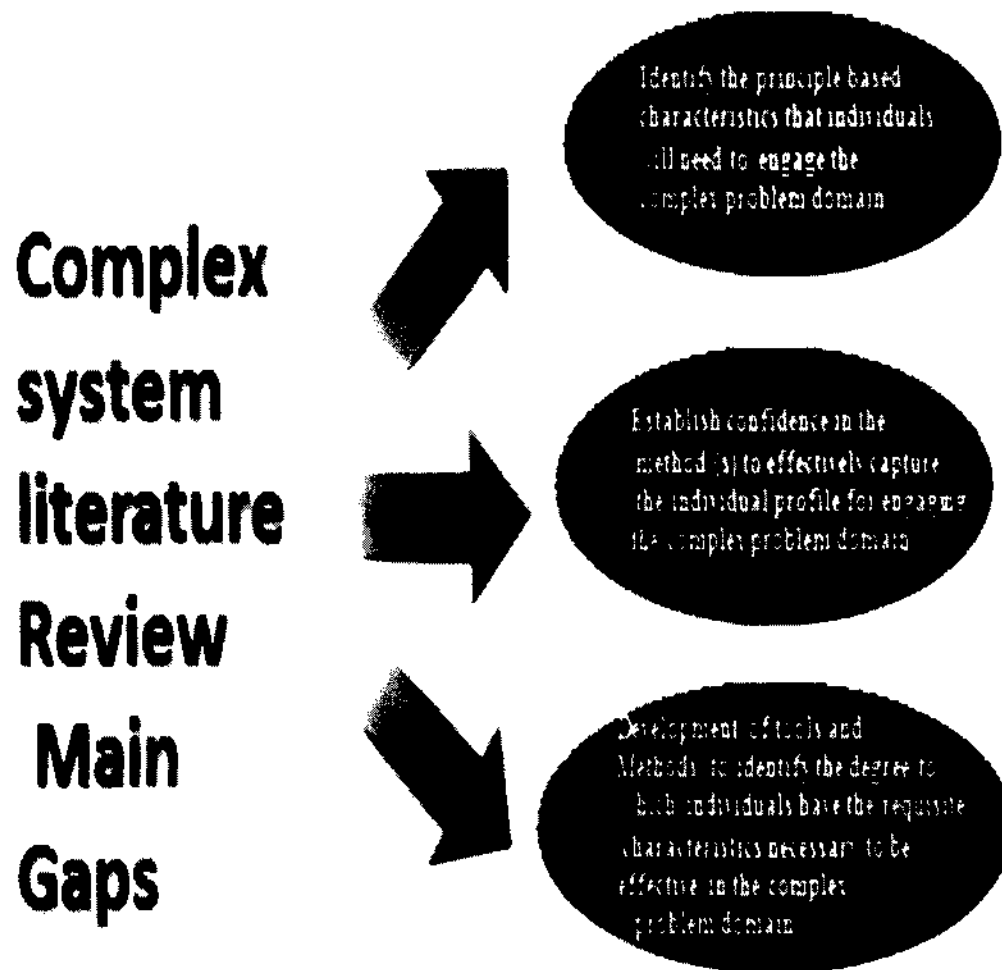 Complex
system
literature
Review
Main
Gaps
Identify the principle based
characteristics that individuals
will need to engage the
complex problem domain
Establish confidence in the
method (s) to effectively capture
the individual profile for engaging
the complex problem domain
Development of tools and
Methods to identify the degree to
which individuals have the requisite
characteristics necessary to be
effective in the complex
problem domain